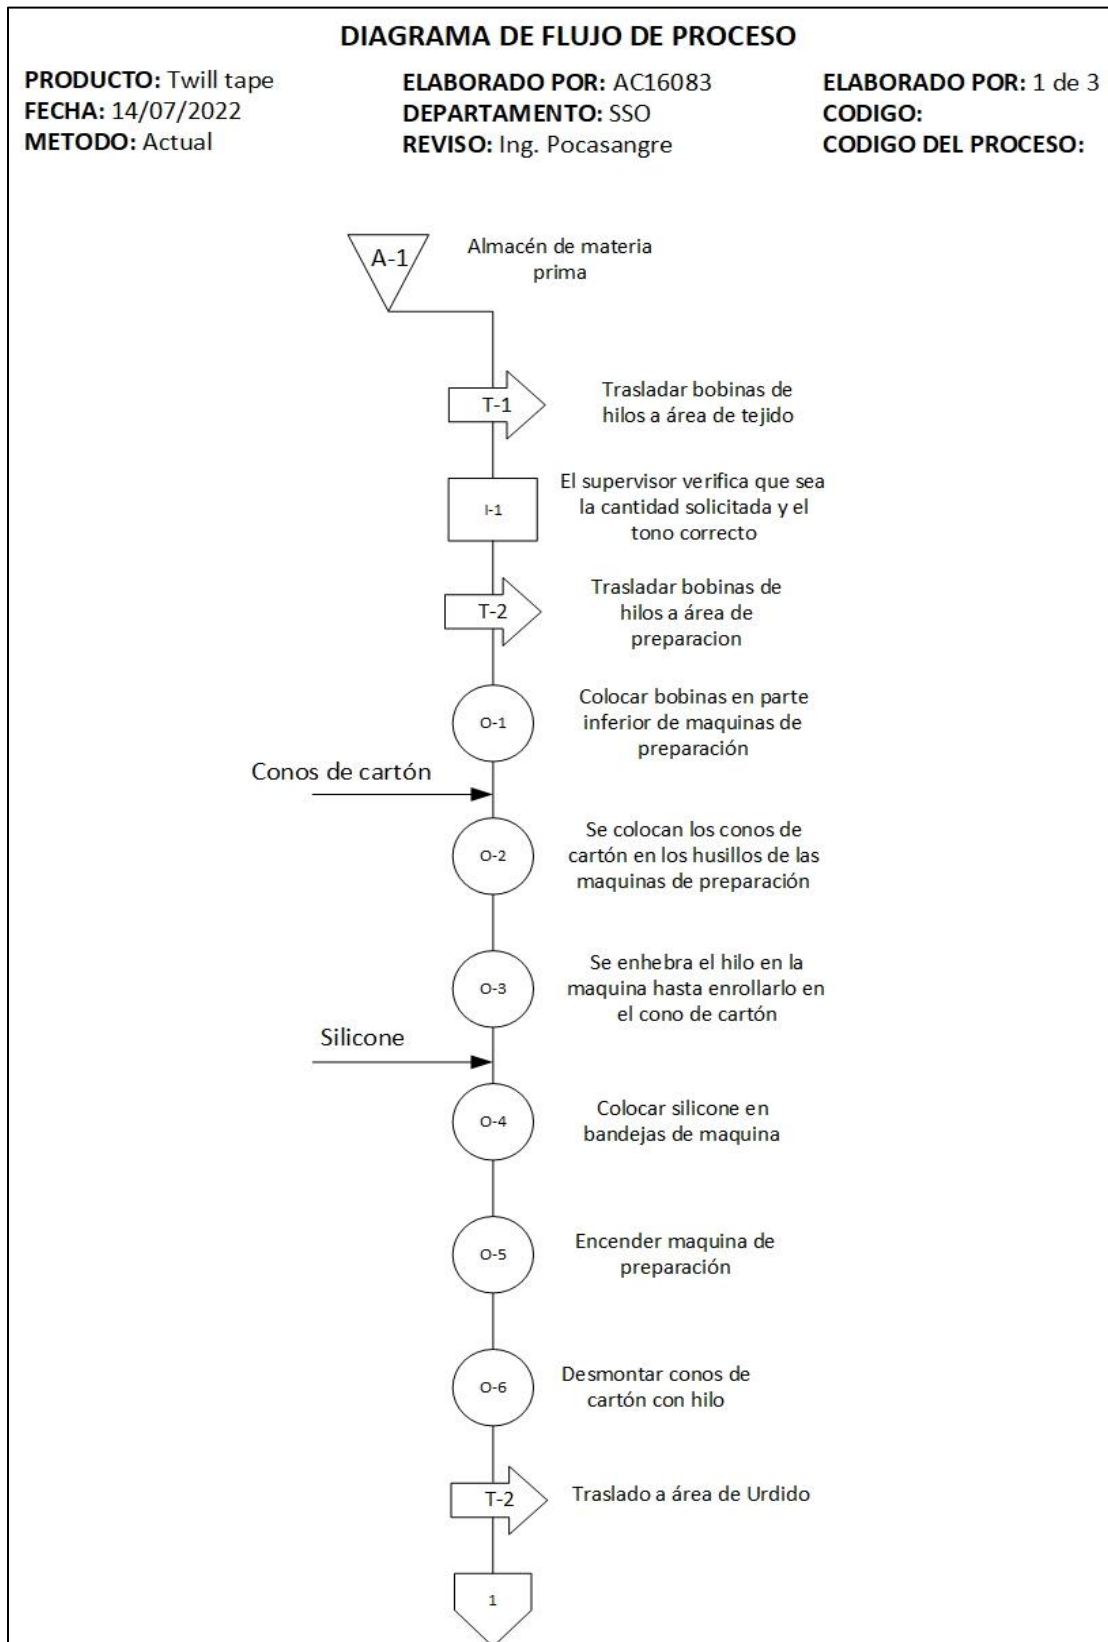 DIAGRAMA DE FLUJO DE PROCESO
PRODUCTO: Twill tape
FECHA: 14/07/2022
METODO: Actual
ELABORADO POR: AC16083
DEPARTAMENTO: SSO
REVISO: Ing. Pocasangre
ELABORADO POR: 1 de 3
CODIGO:
CODIGO DEL PROCESO:
A-1
Almacén de materia
prima
T-1
Trasladar bobinas de
hilos a área de tejido
I-1
El supervisor verifica que sea
la cantidad solicitada y el
tono correcto
T-2
Trasladar bobinas de
hilos a área de
preparacion
O-1
Colocar bobinas en parte
inferior de maquinas de
preparación
Conos de cartón
O-2
Se colocan los conos de
cartón en los husillos de las
maquinas de preparación
O-3
Se enhebra el hilo en la
maquina hasta enrollarlo en
el cono de cartón
Silicone
O-4
Colocar silicone en
bandejas de maquina
O-5
Encender maquina de
preparación
O-6
Desmontar conos de
cartón con hilo
T-2
Traslado a área de Urdido
1